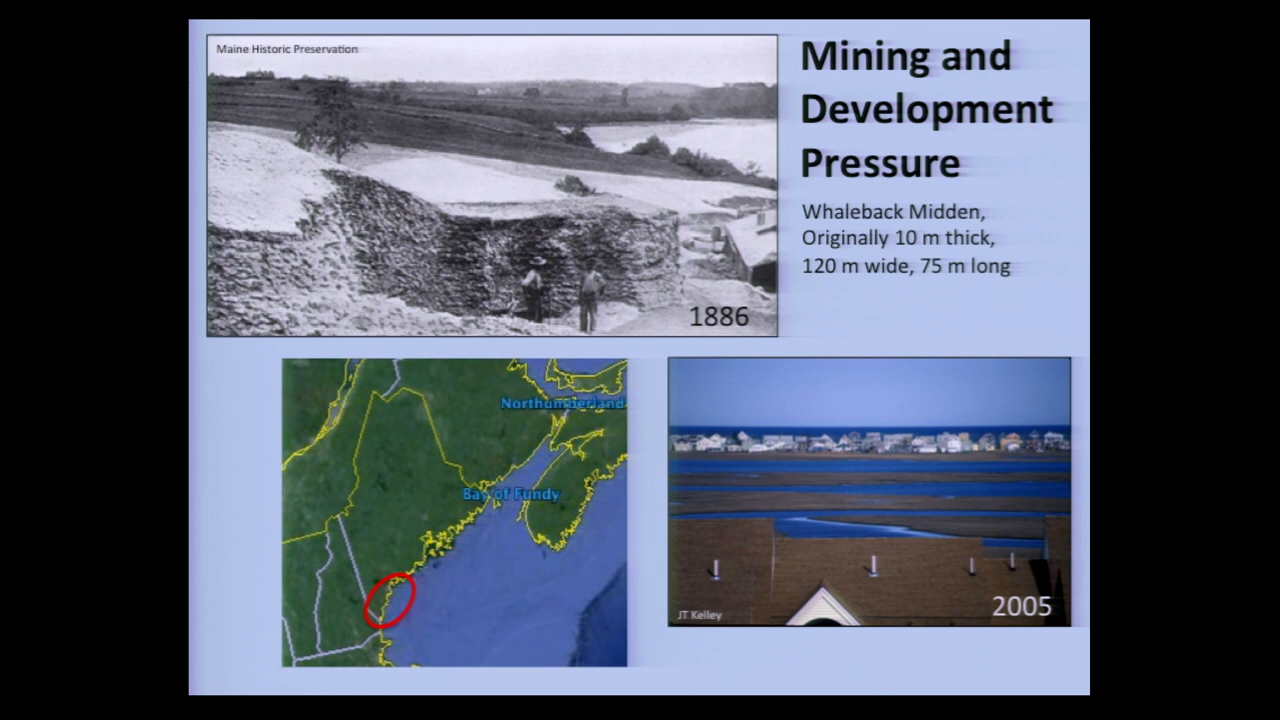 Maine Historic Preservation
1886
Mining and
Development
Pressure
Whaleback Midden,
Originally 10 m thick,
120 m wide, 75 m long
Northumberland
Bay of Fundy
JT Kelley
2005